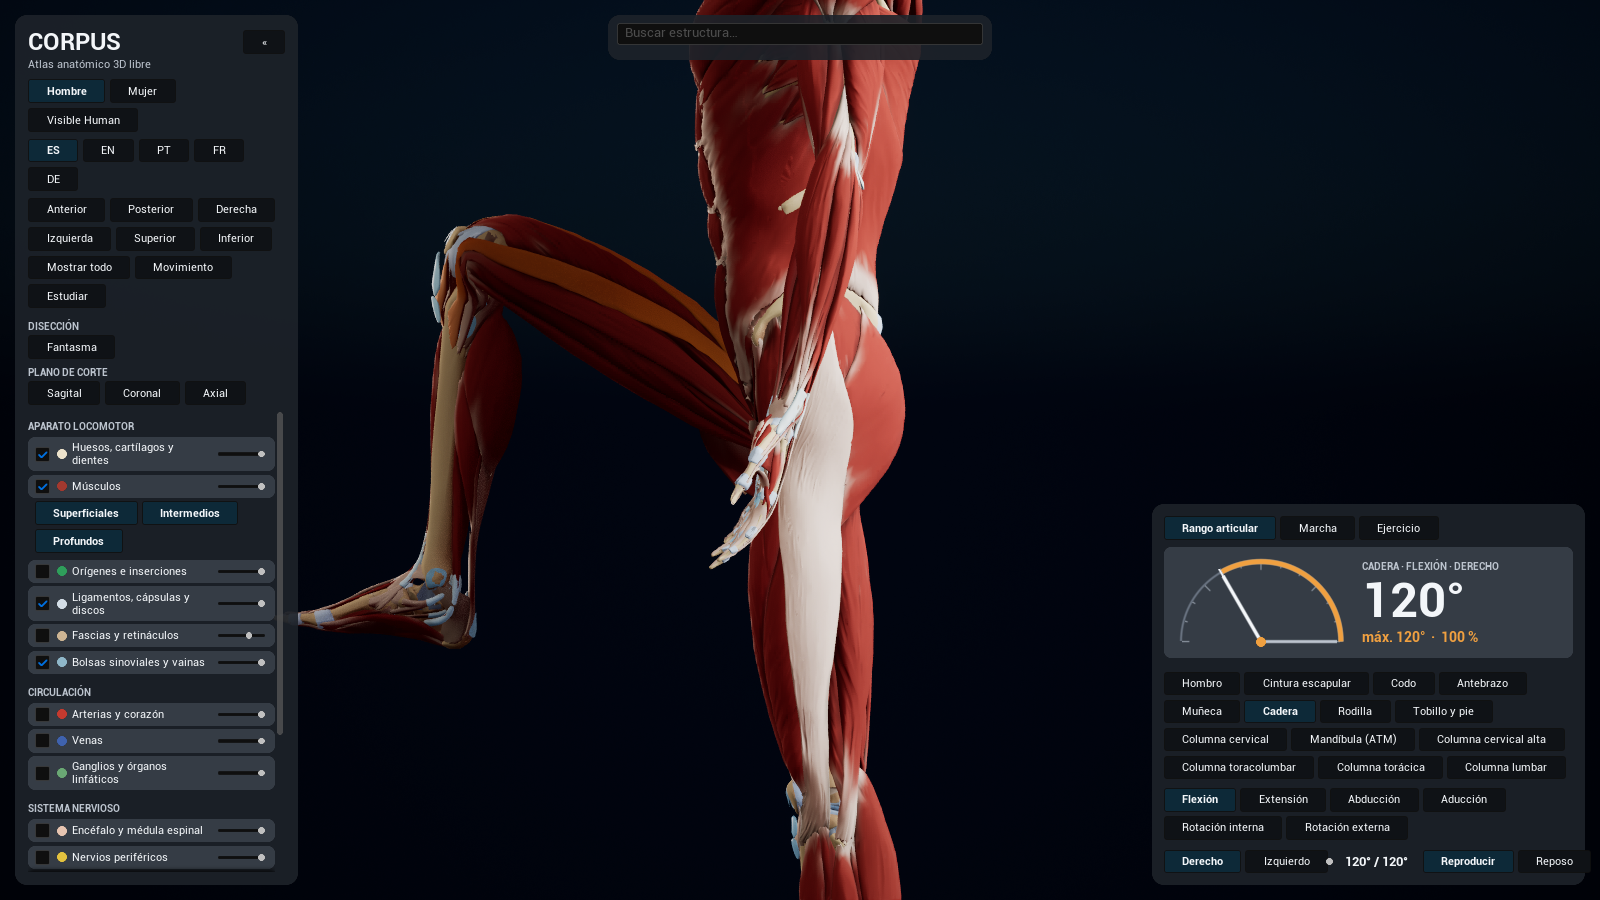 CORPUS
«
Atlas anatómico 3D libre
Hombre Mujer
Visible Human
ES EN PT FR
DE
Anterior Posterior Derecha
Izquierda Superior Inferior
Mostrar todo Movimiento
Estudiar
DISECCIÓN
Fantasma
PLANO DE CORTE
Sagital Coronal Axial
APARATO LOCOMOTOR
Huesos, cartílagos y
dientes
Músculos
Superficiales Intermedios
Profundos
Orígenes e inserciones
Ligamentos, cápsulas y
discos
Fascias y retináculos
Bolsas sinoviales y vainas
CIRCULACIÓN
Arterias y corazón
Venas
Ganglios y órganos
linfáticos
SISTEMA NERVIOSO
Encéfalo y médula espinal
Nervios periféricos
Buscar estructura...
Rango articular Marcha Ejercicio
CADERA · FLEXIÓN · DERECHO
120°
máx. 120° · 100 %
Hombro Cintura escapular Codo Antebrazo
Muñeca Cadera Rodilla Tobillo y pie
Columna cervical Mandíbula (ATM) Columna cervical alta
Columna toracolumbar Columna torácica Columna lumbar
Flexión Extensión Abducción Aducción
Rotación interna Rotación externa
Derecho Izquierdo 120° / 120° Reproducir Reposo